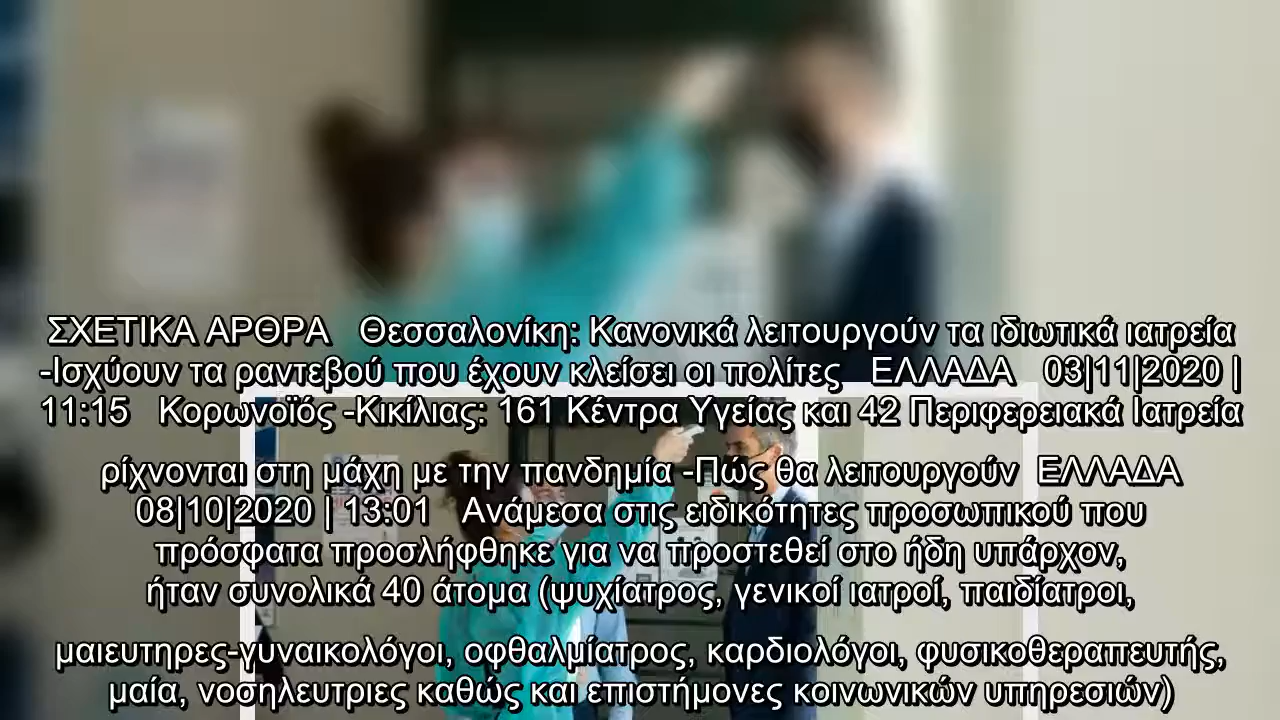 ΣΧΕΤΙΚΑ ΑΡΘΡΑ Θεσσαλονίκη: Κανονικά λειτουργούν τα ιδιωτικά ιατρεία
-Ισχύουν τα ραντεβού που έχουν κλείσει οι πολίτες ΕΛΛΑΔΑ 03|11|2020 |
11:15 Κορωνοϊός -Κικίλιας: 161 Κέντρα Υγείας και 42 Περιφερειακά Ιατρεία
ρίχνονται στη μάχη με την πανδημία -Πώς θα λειτουργούν ΕΛΛΑΔΑ
08|10|2020 | 13:01 Ανάμεσα στις ειδικότητες προσωπικού που
πρόσφατα προσλήφθηκε για να προστεθεί στο ήδη υπάρχον,
ήταν συνολικά 40 άτομα (ψυχίατρος, γενικοί ιατροί, παιδίατροι,
μαιευτηρες-γυναικολόγοι, οφθαλμίατρος, καρδιολόγοι, φυσικοθεραπευτής,
μαία, νοσηλευτριες καθώς και επιστήμονες κοινωνικών υπηρεσιών)